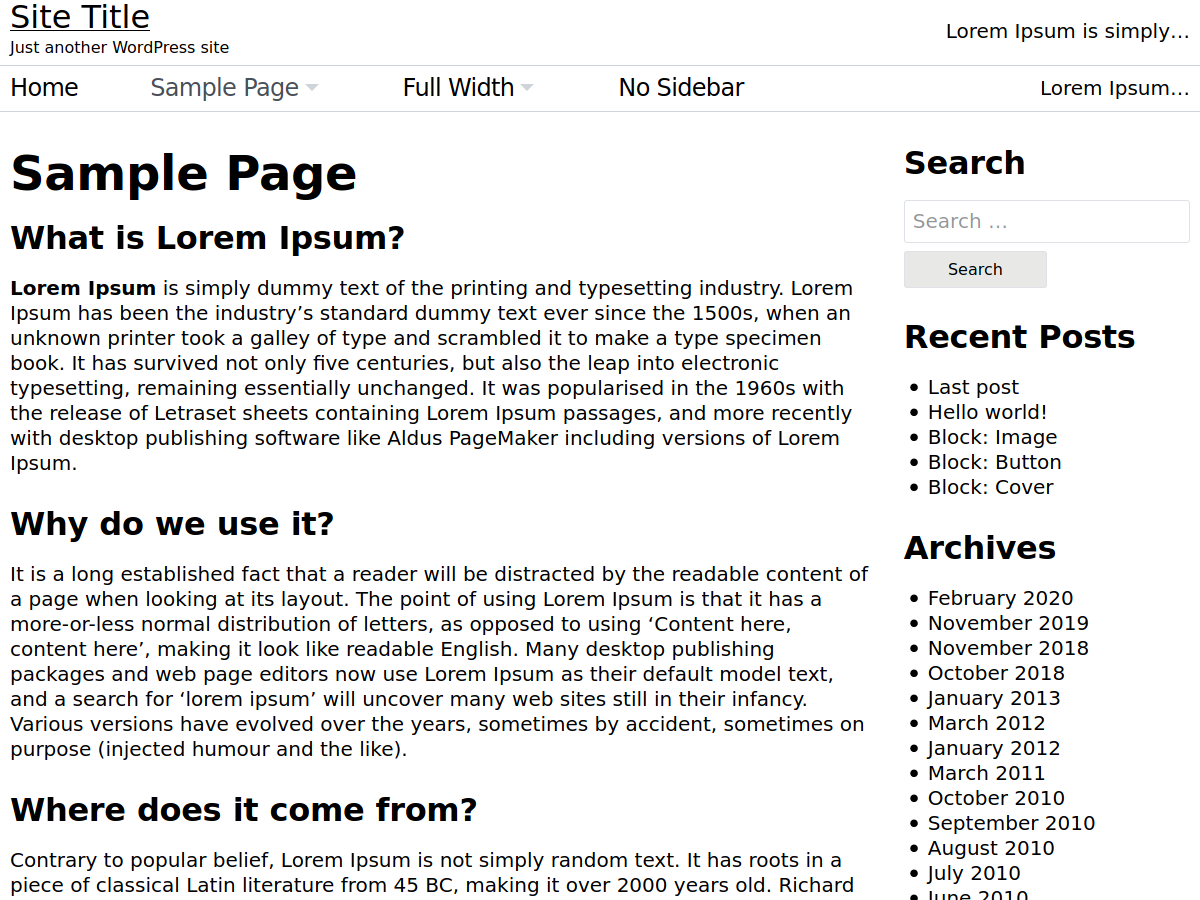 Site Title
Just another WordPress site
Lorem Ipsum is simply…
Home Sample Page Full Width No Sidebar Lorem Ipsum…
Sample Page
What is Lorem Ipsum?
Lorem Ipsum is simply dummy text of the printing and typesetting industry. Lorem
Ipsum has been the industry’s standard dummy text ever since the 1500s, when an
unknown printer took a galley of type and scrambled it to make a type specimen
book. It has survived not only five centuries, but also the leap into electronic
typesetting, remaining essentially unchanged. It was popularised in the 1960s with
the release of Letraset sheets containing Lorem Ipsum passages, and more recently
with desktop publishing software like Aldus PageMaker including versions of Lorem
Ipsum.
Why do we use it?
It is a long established fact that a reader will be distracted by the readable content of
a page when looking at its layout. The point of using Lorem Ipsum is that it has a
more-or-less normal distribution of letters, as opposed to using ‘Content here,
content here’, making it look like readable English. Many desktop publishing
packages and web page editors now use Lorem Ipsum as their default model text,
and a search for ‘lorem ipsum’ will uncover many web sites still in their infancy.
Various versions have evolved over the years, sometimes by accident, sometimes on
purpose (injected humour and the like).
Where does it come from?
Contrary to popular belief, Lorem Ipsum is not simply random text. It has roots in a
piece of classical Latin literature from 45 BC, making it over 2000 years old. Richard
Search
Search …
Search
Recent Posts
Last post
Hello world!
Block: Image
Block: Button
Block: Cover
Archives
February 2020
November 2019
November 2018
October 2018
January 2013
March 2012
January 2012
March 2011
October 2010
September 2010
August 2010
July 2010
June 2010